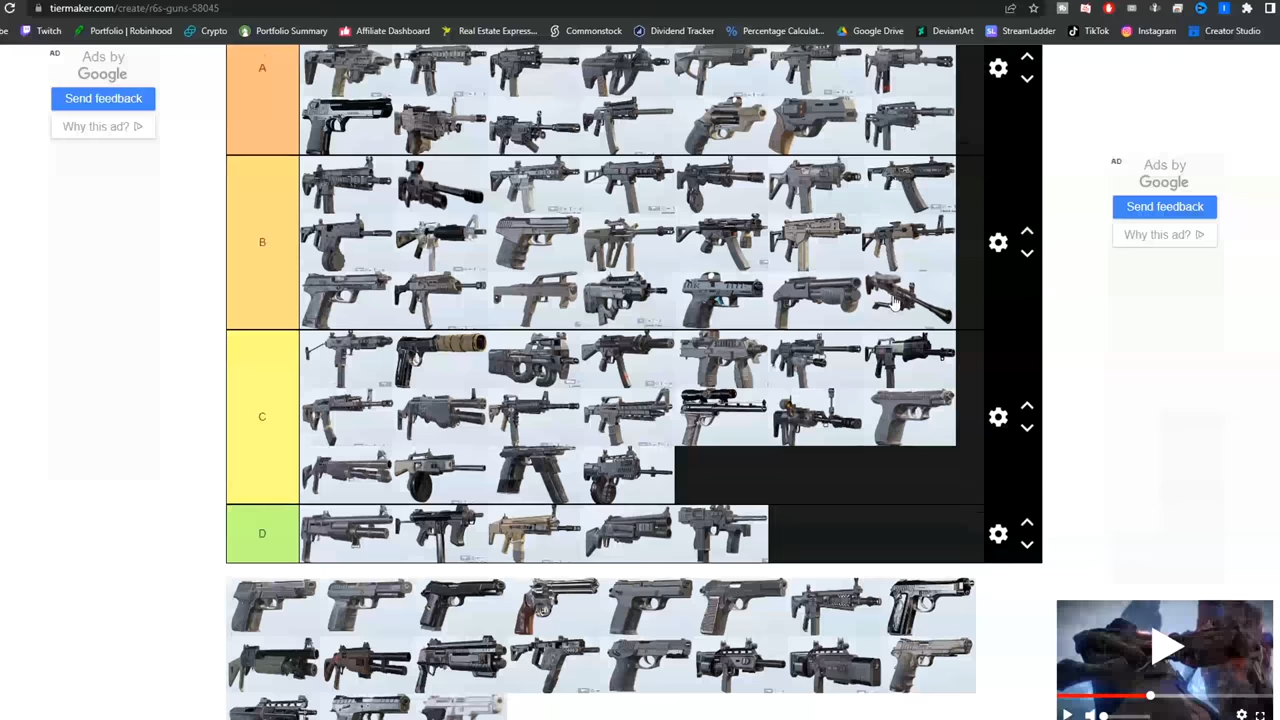 tiermaker.com/create/r6s-guns-58045
be
Twitch
Portfolio | Robinhood
Crypto
Portfolio Summary
Affiliate Dashboard
Real Estate Express...
Commonstock
Dividend Tracker
Percentage Calculat...
Google Drive
DeviantArt
StreamLadder
TikTok
Instagram
Creator Studio
AD
Ads by
Google
Send feedback
Why this ad?
A
AD
Ads by
Google
Send feedback
Why this ad?
B
C
D